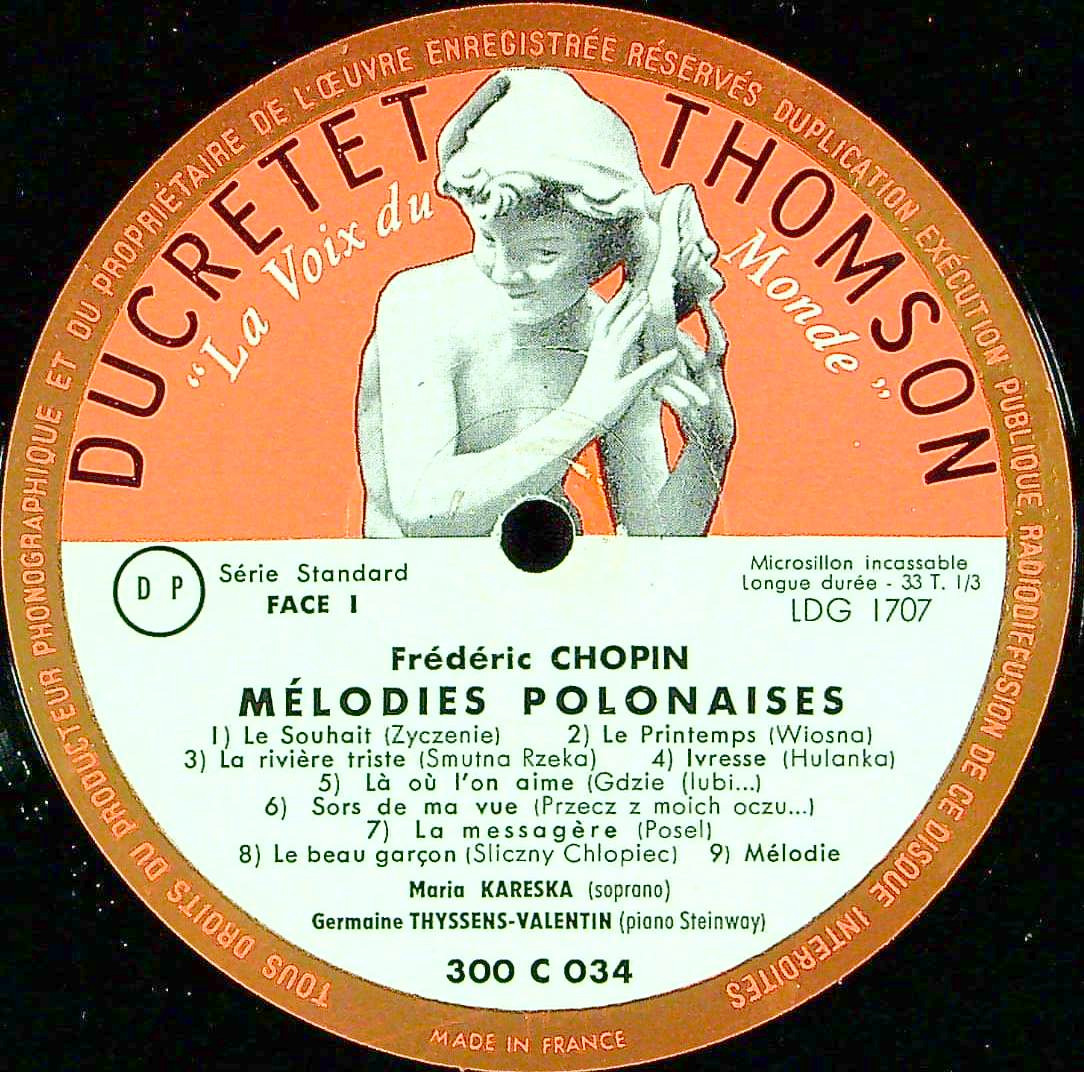 TOUS DROITS DU PRODUCTEUR PHONOGRAPHIQUE ET DU PROPRIÉTAIRE DE L'ŒUVRE ENREGISTRÉE RÉSERVÉS DUPLICATION, EXÉCUTION PUBLIQUE, RADIODIFFUSION DE CE DISQUE INTERDITES
DUCRETET THOMSON
"La Voix du Monde"
D P
Série Standard
FACE I
Microsillon incassable
Longue durée - 33 T. 1/3
LDG 1707
Frédéric CHOPIN
MÉLODIES POLONAISES
1) Le Souhait (Zyczenie) 2) Le Printemps (Wiosna)
3) La rivière triste (Smutna Rzeka) 4) Ivresse (Hulanka)
5) Là où l'on aime (Gdzie (lubi...)
6) Sors de ma vue (Przecz z moich oczu...)
7) La messagère (Posel)
8) Le beau garçon (Sliczny Chlopiec) 9) Mélodie
Maria KARESKA (soprano)
Germaine THYSSENS-VALENTIN (piano Steinway)
300 C 034
MADE IN FRANCE